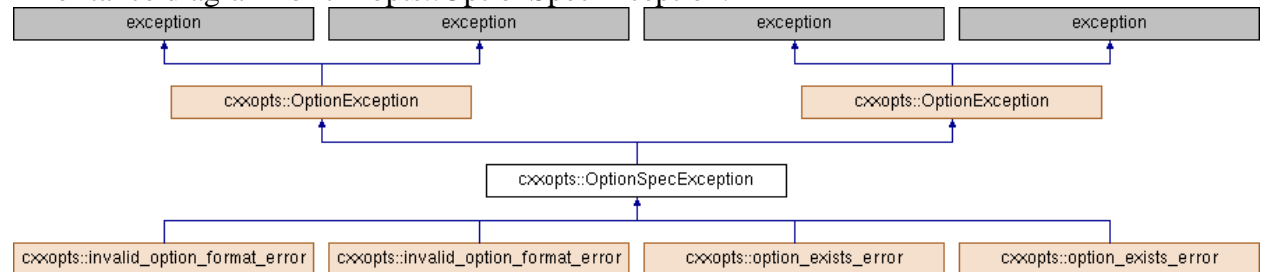 exception exception exception exception
cxxopts::OptionException cxxopts::OptionException
cxxopts::OptionSpecException
cxxopts::invalid_option_format_error cxxopts::invalid_option_format_error cxxopts::option_exists_error cxxopts::option_exists_error